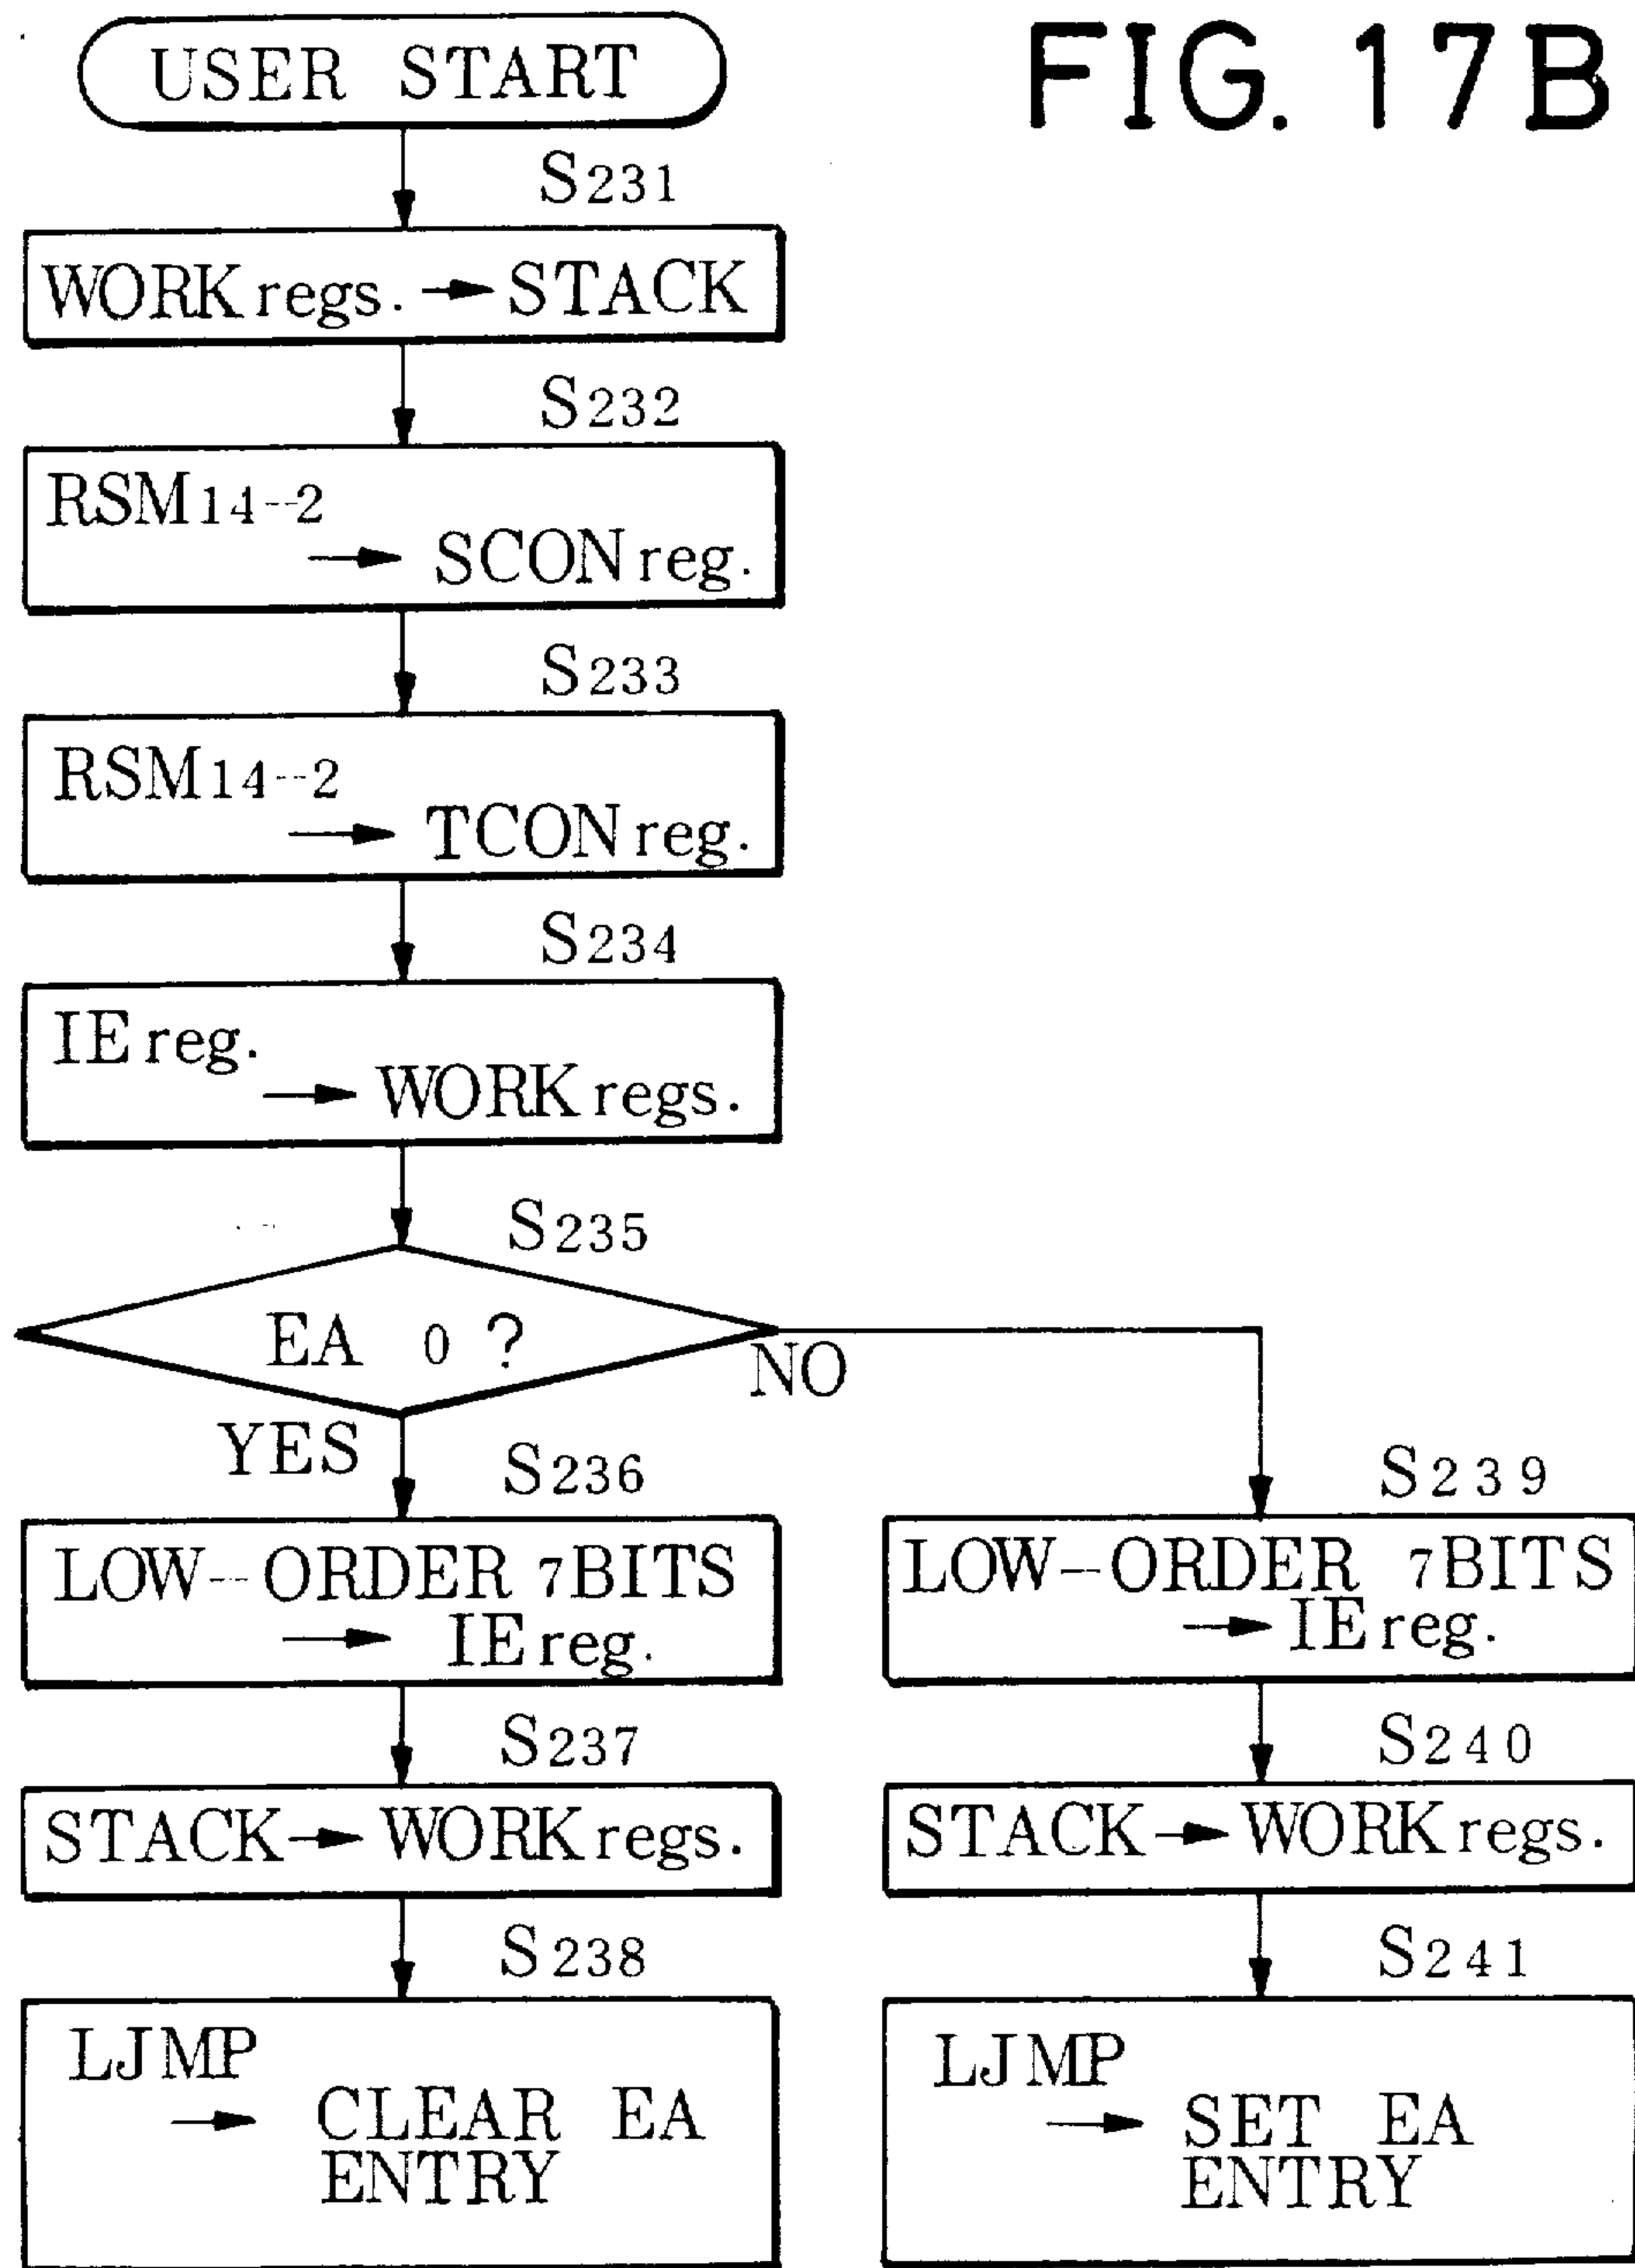 FIG. 17B
USER START
S231
WORK regs. → STACK
S232
RSM14--2
→ SCON reg.
S233
RSM14--2
→ TCON reg.
S234
IE reg.
→ WORK regs.
S235
EA 0 ?
NO
YES
S236
LOW--ORDER 7BITS
→ IE reg.
S237
STACK → WORK regs.
S238
LJMP
→ CLEAR EA
ENTRY
S239
LOW-ORDER 7BITS
→ IE reg.
S240
STACK → WORK regs.
S241
LJMP
→ SET EA
ENTRY